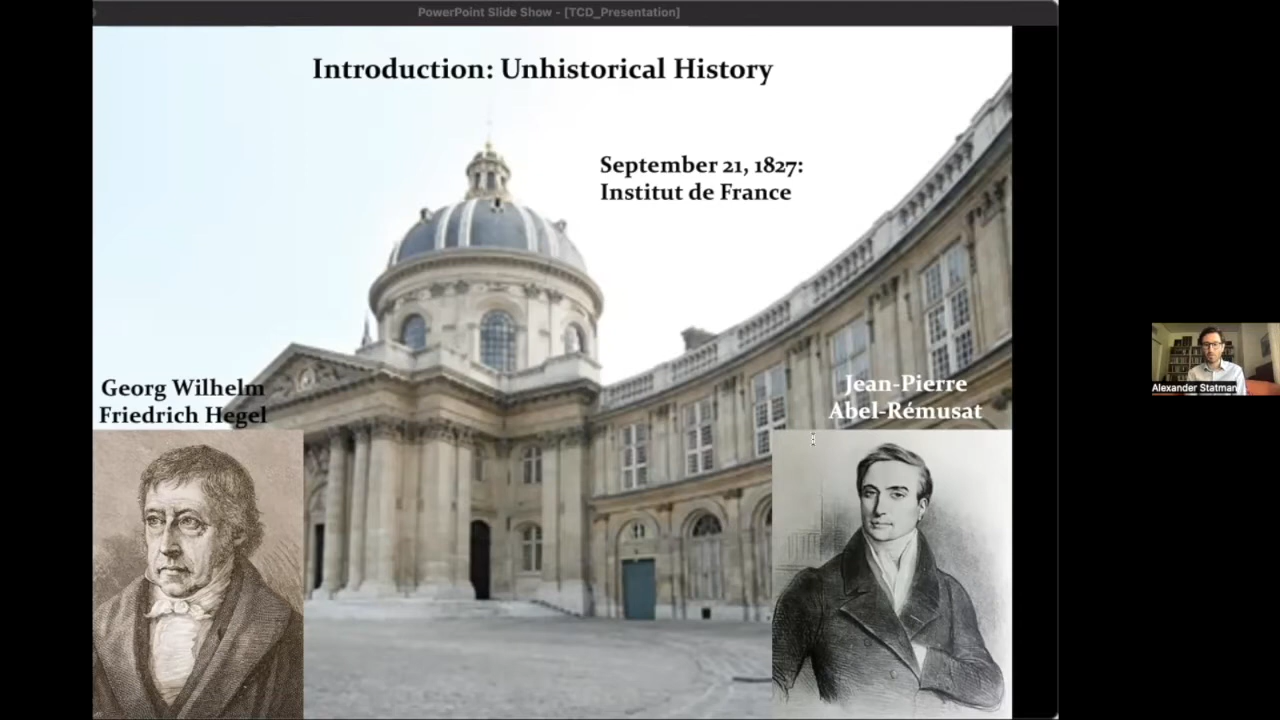 PowerPoint Slide Show - [TCD_Presentation]
Introduction: Unhistorical History
September 21, 1827:
Institut de France
Georg Wilhelm
Friedrich Hegel
Jean-Pierre
Abel-Rémusat
Alexander Statman